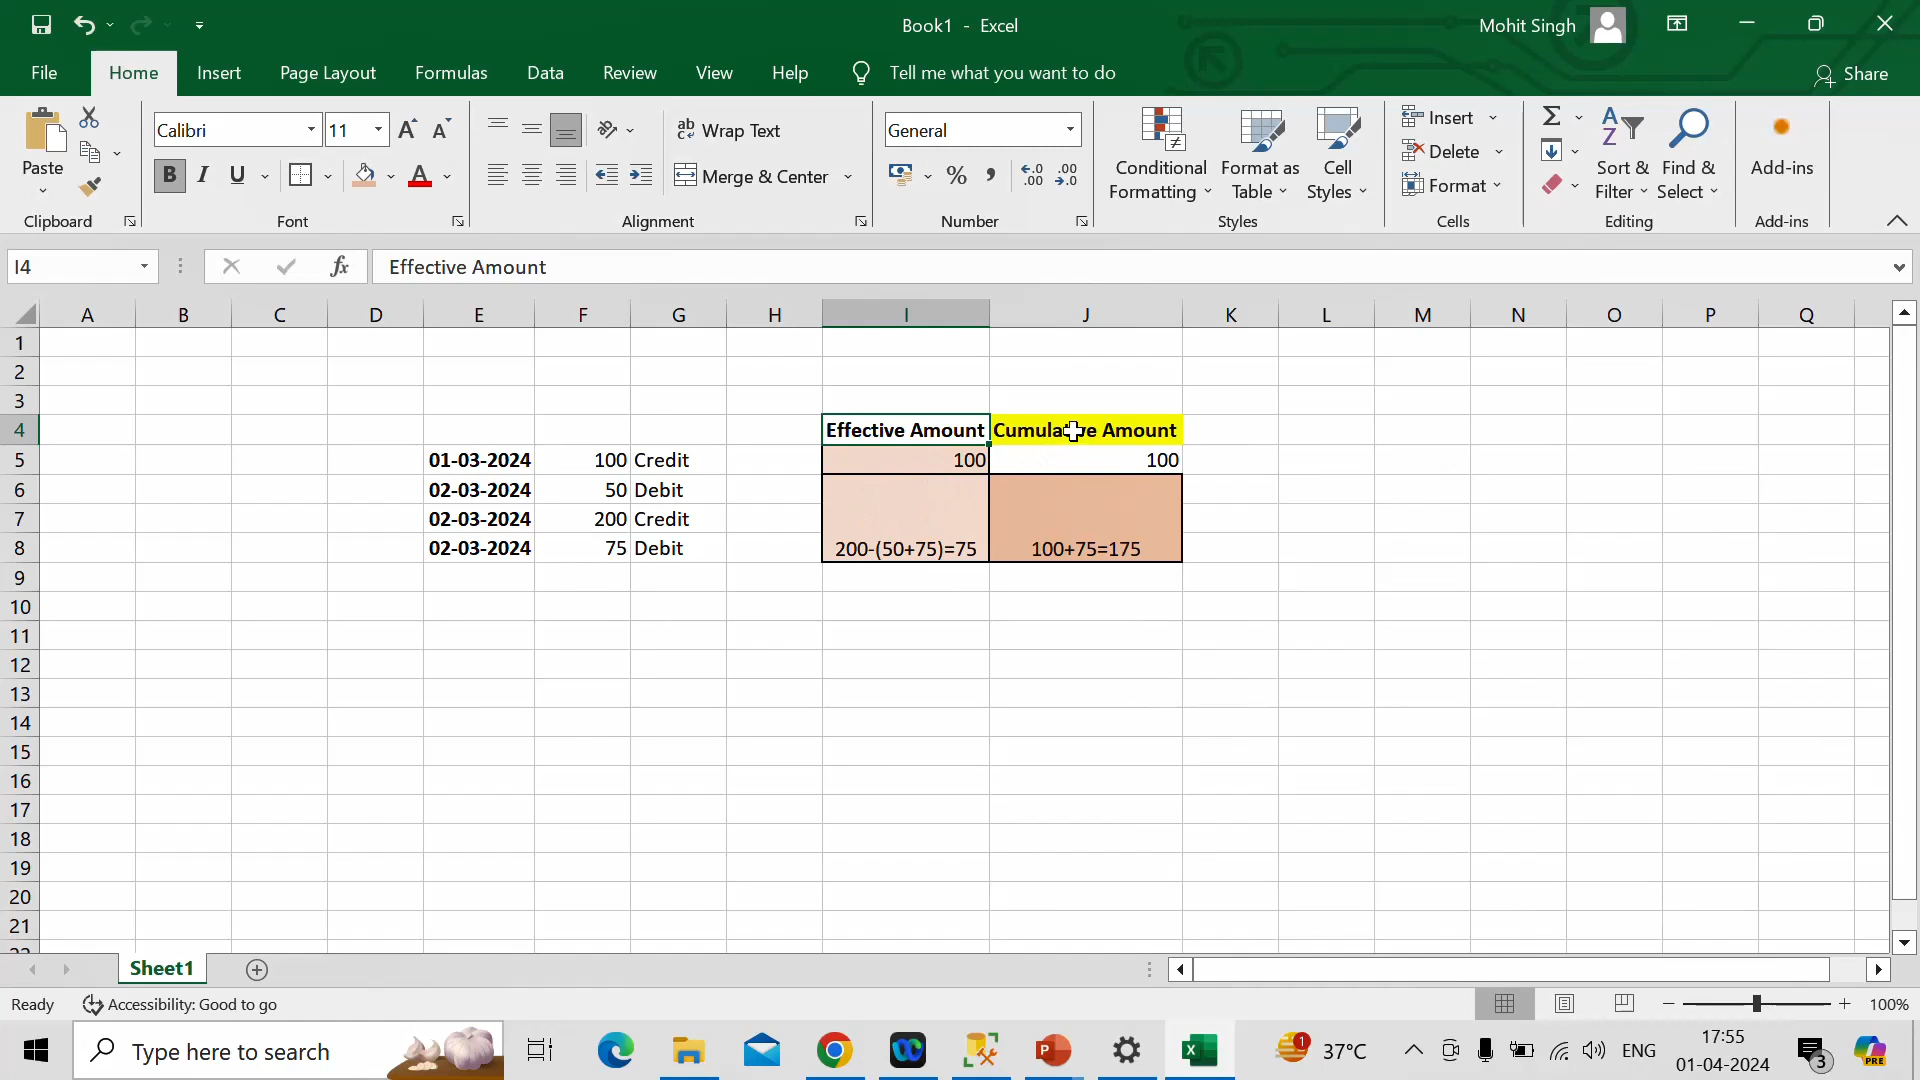 Book1 - Excel
Mohit Singh
File Home Insert Page Layout Formulas Data Review View Help Tell me what you want to do Share
Paste
Clipboard
Calibri 11
B I U A
Font
ab Wrap Text
Merge & Center
Alignment
General
% , .00 .00
Number
Conditional Formatting
Format as Table
Cell Styles
Styles
Insert
Delete
Format
Cells
Sort & Filter
Find & Select
Editing
Add-ins
Add-ins
I4 fx Effective Amount
A B C D E F G H I J K L M N O P Q
1
2
3
4 Effective Amount Cumulative Amount
5 01-03-2024 100 Credit 100 100
6 02-03-2024 50 Debit
7 02-03-2024 200 Credit
8 02-03-2024 75 Debit 200-(50+75)=75 100+75=175
9
10
11
12
13
14
15
16
17
18
19
20
21
Sheet1
Ready Accessibility: Good to go 100%
Type here to search 37°C ENG 17:55
01-04-2024 3
PRE